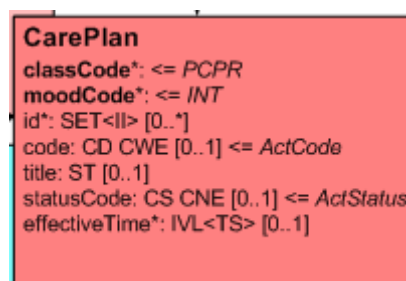 CarePlan
classCode*: <= PCPR
moodCode*: <= INT
id*: SET<II> [0..*]
code: CD CWE [0..1] <= ActCode
title: ST [0..1]
statusCode: CS CNE [0..1] <= ActStatus
effectiveTime*: IVL<TS> [0..1]